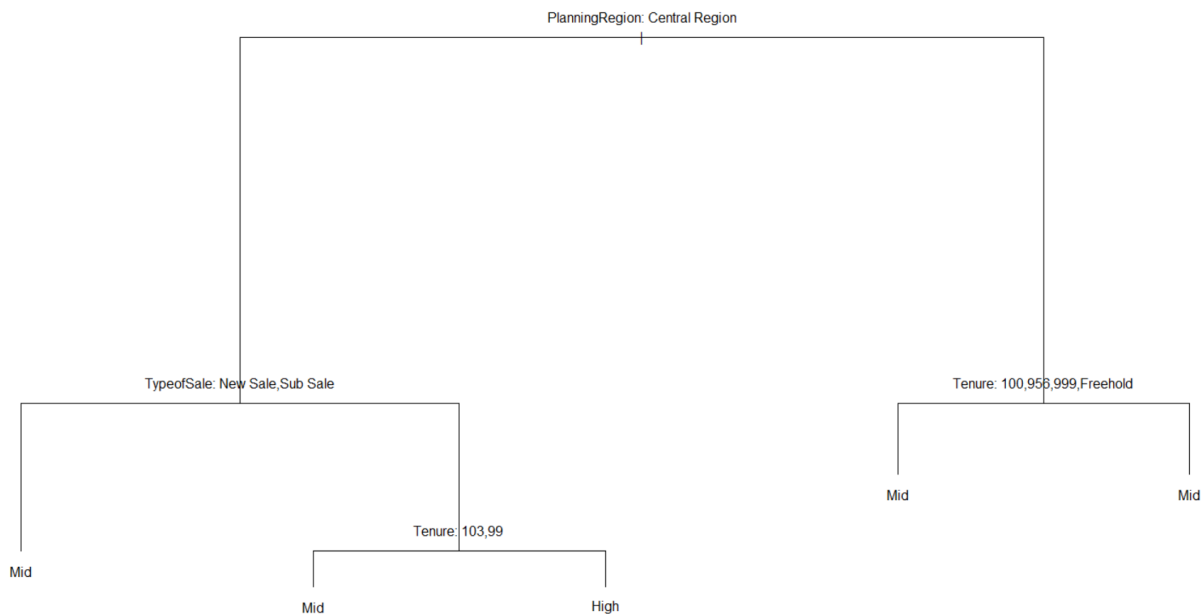 PlanningRegion: Central Region
TypeofSale: New Sale,Sub Sale
Tenure: 100,956,999,Freehold
Mid
Mid
Tenure: 103,99
Mid
Mid
High